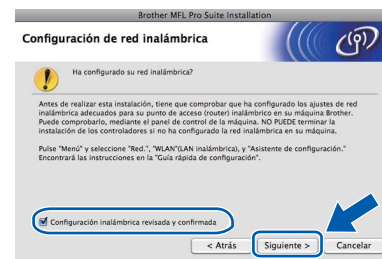 Brother MFL Pro Suite Installation
Configuración de red inalámbrica
Ha configurado su red inalámbrica?
Antes de realizar esta instalación, tiene que comprobar que ha configurado los ajustes de red
inalámbrica adecuados para su punto de acceso (router) inalámbrico en su máquina Brother.
Puede comprobarlo, mediante el panel de control de la máquina. NO PUEDE terminar la
instalación de los controladores si no ha configurado la red inalámbrica en su máquina.
Pulse "Menú" y seleccione "Red.", "WLAN"(LAN inalámbrica), y "Asistente de configuración."
Encontrará las instrucciones en la "Guía rápida de configuración".
Configuración inalámbrica revisada y confirmada
< Atrás Siguiente > Cancelar